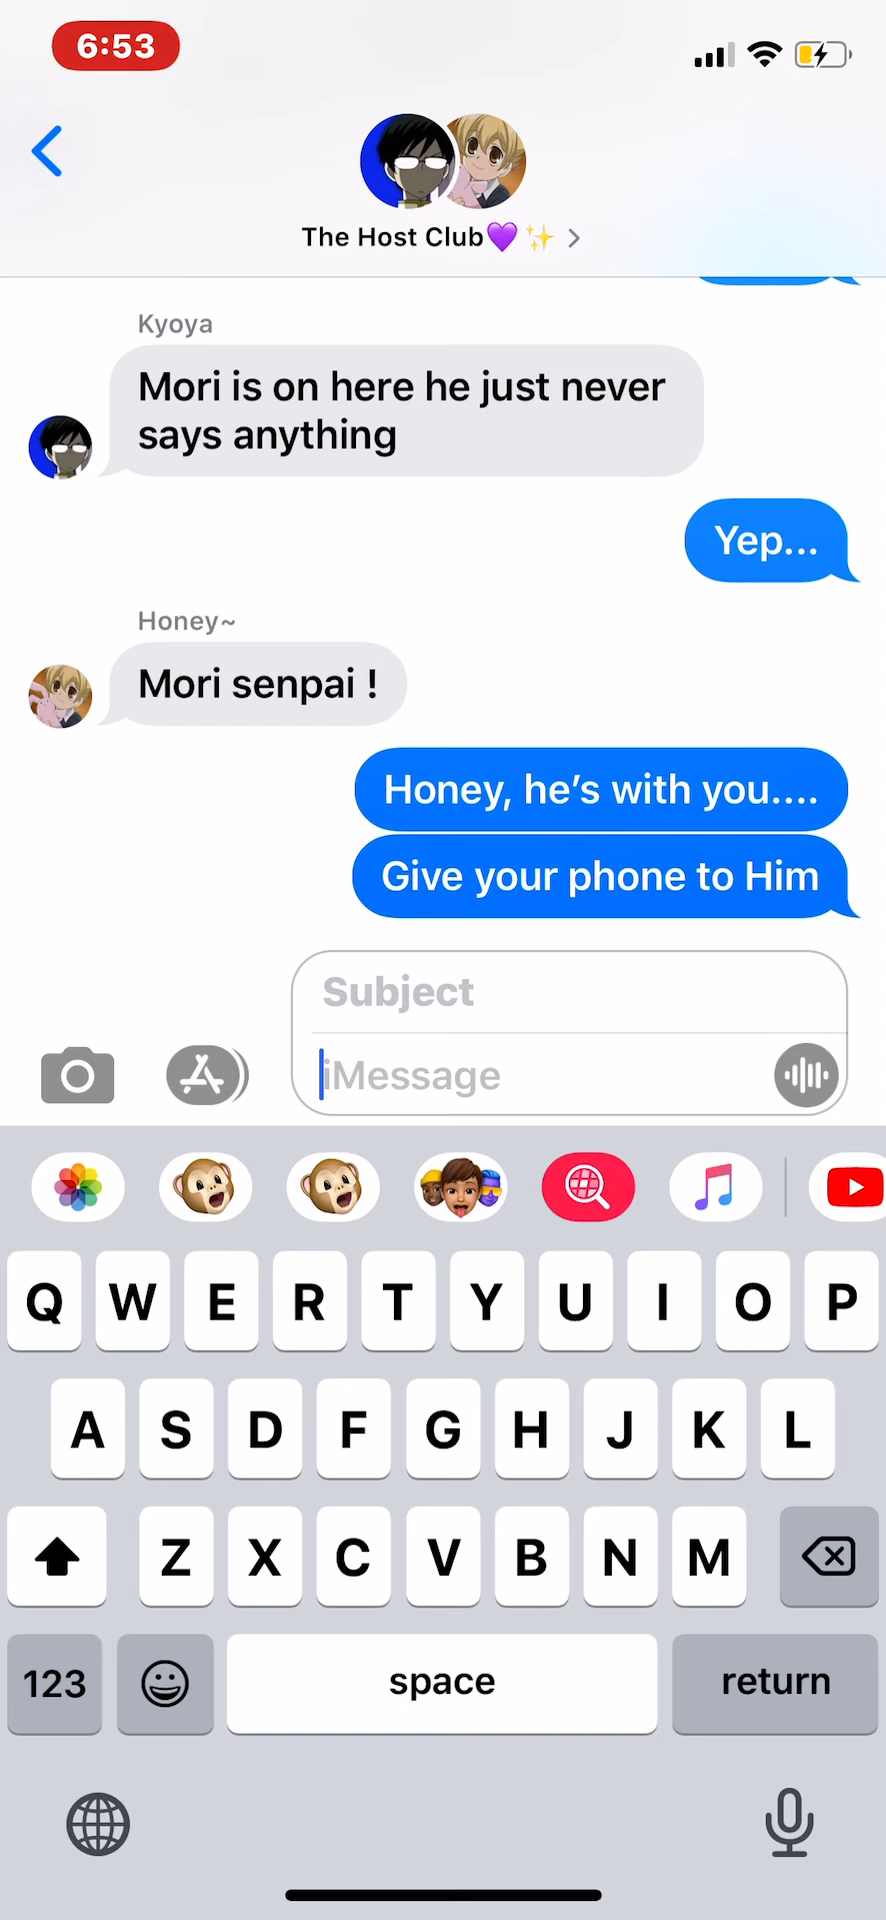 6:53
The Host Club💜✨ >
Kyoya
Mori is on here he just never
says anything
Yep...
Honey~
Mori senpai !
Honey, he's with you....
Give your phone to Him
Subject
iMessage
Q W E R T Y U I O P
A S D F G H J K L
Z X C V B N M
123 space return